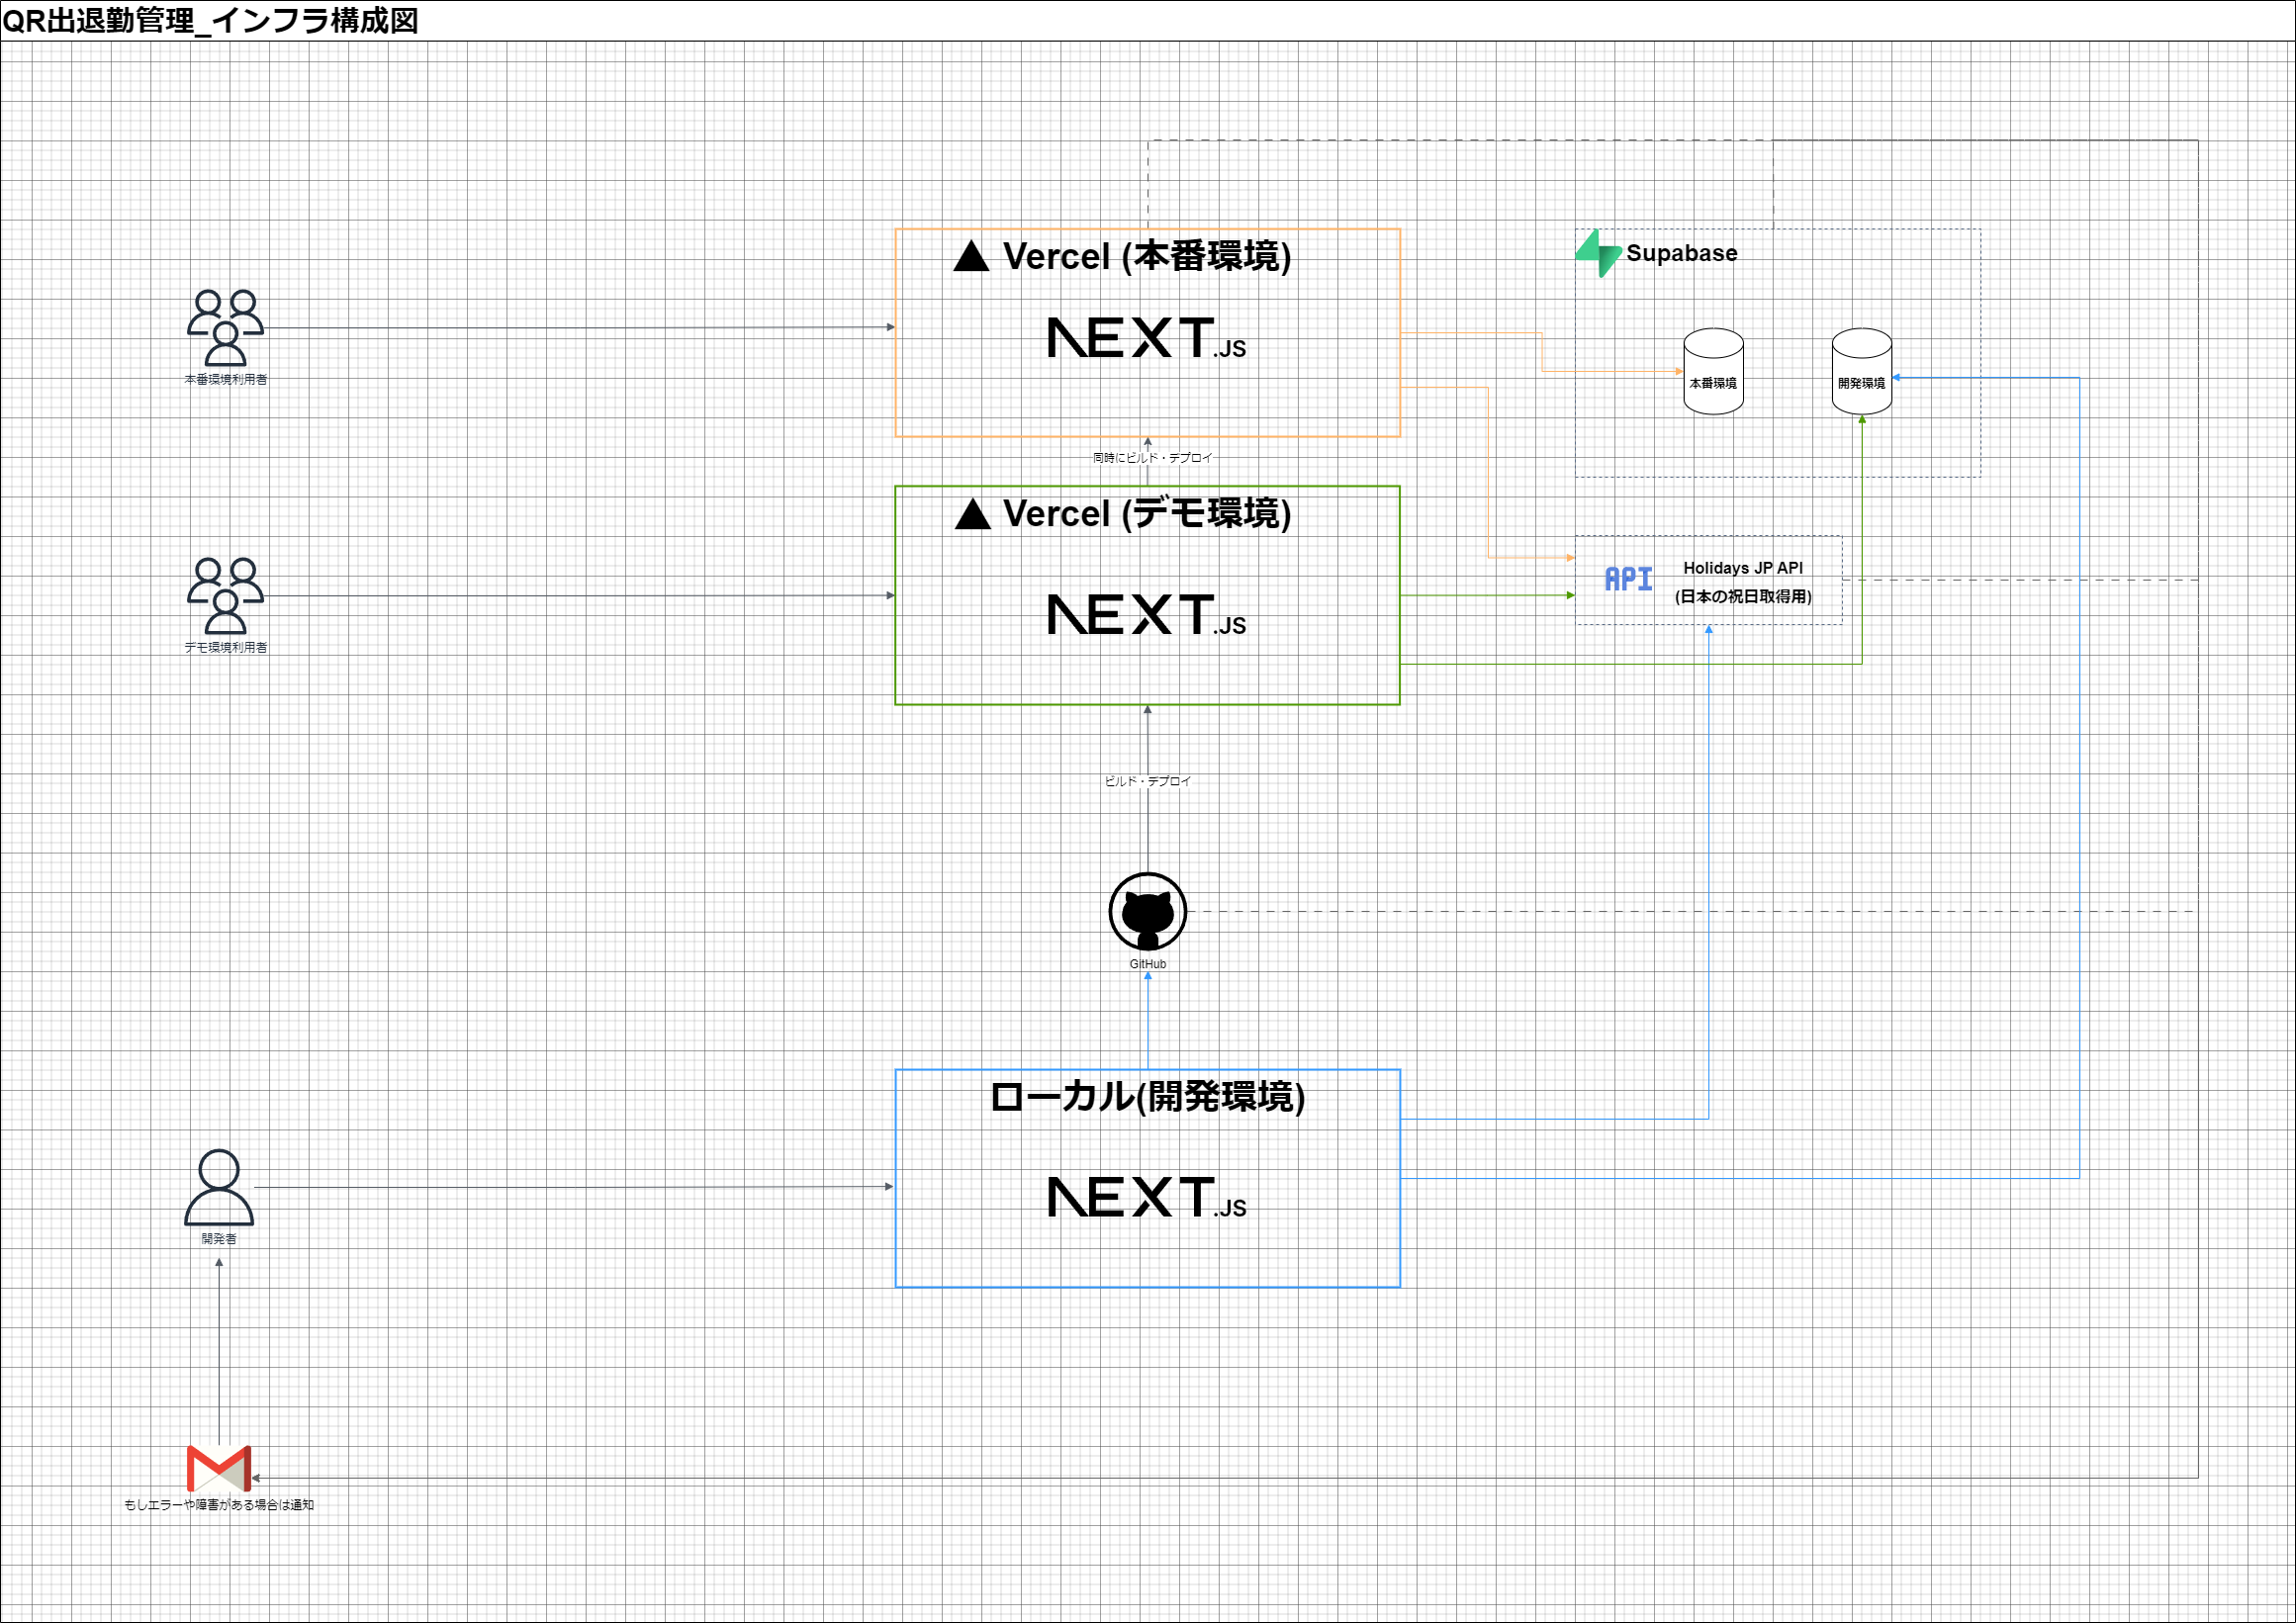 QR出退勤管理_インフラ構成図
Vercel (本番環境)
NEXT.JS
Supabase
本番環境
開発環境
本番環境利用者
同時にビルド・デプロイ
Vercel (デモ環境)
NEXT.JS
API
Holidays JP API
(日本の祝日取得用)
デモ環境利用者
ビルド・デプロイ
GitHub
ローカル(開発環境)
NEXT.JS
開発者
もしエラーや障害がある場合は通知